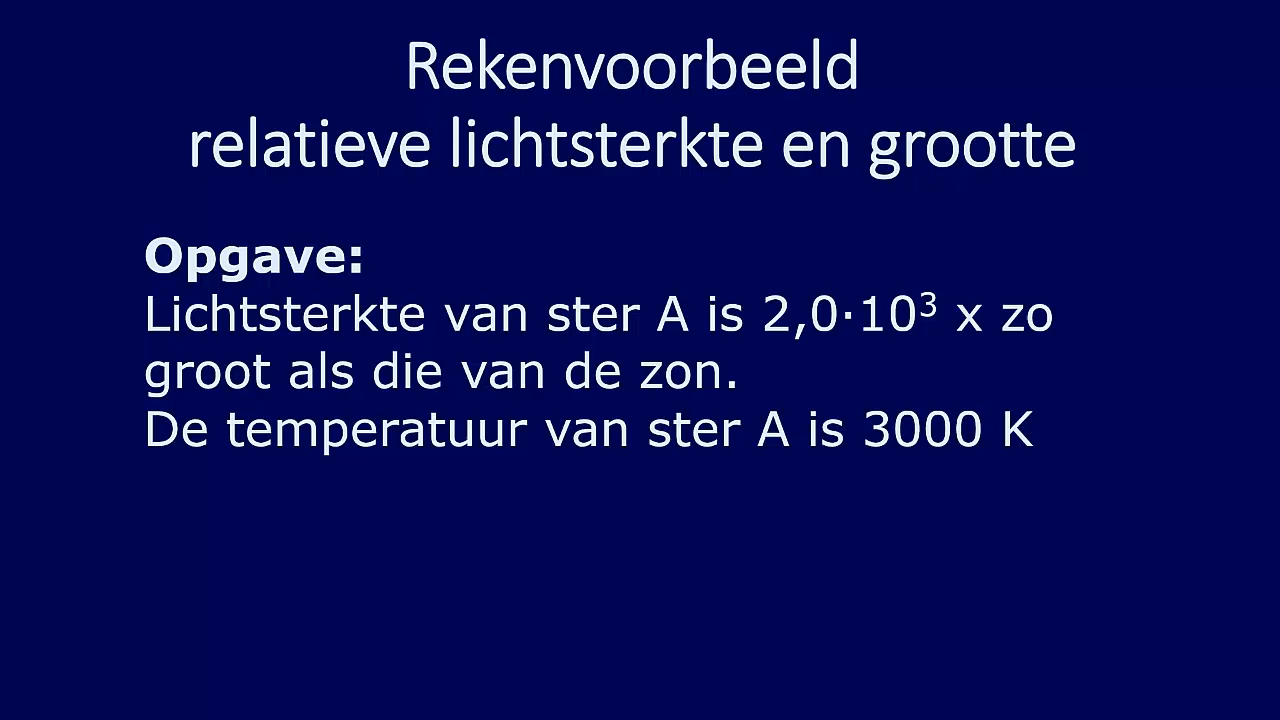 Rekenvoorbeeld
relatieve lichtsterkte en grootte
Opgave:
Lichtsterkte van ster A is 2,0·10³ x zo
groot als die van de zon.
De temperatuur van ster A is 3000 K